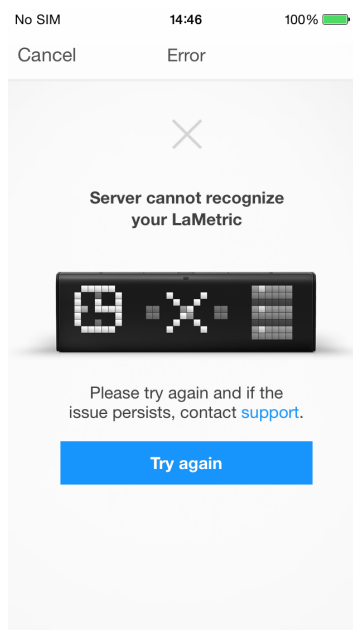 No SIM 14:46 100%
Cancel Error
Server cannot recognize
your LaMetric
Please try again and if the
issue persists, contact support.
Try again